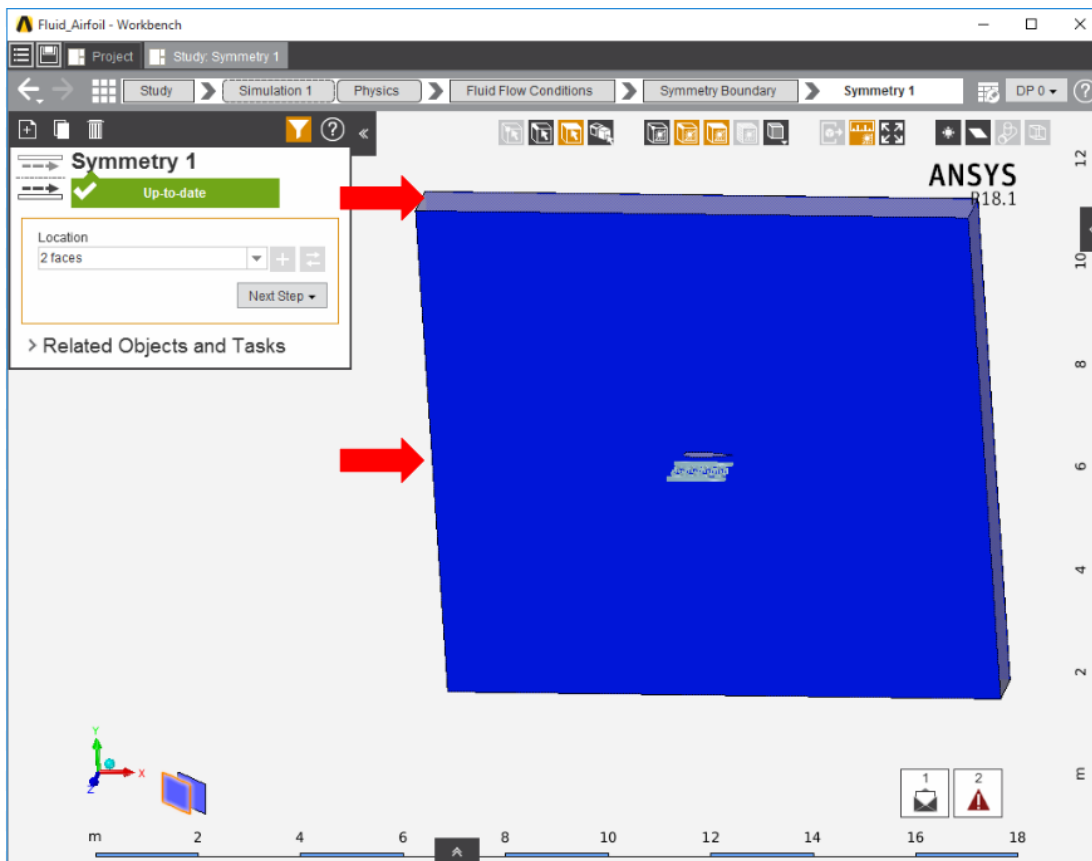 Fluid_Airfoil - Workbench
Project
Study: Symmetry 1
Study
Simulation 1
Physics
Fluid Flow Conditions
Symmetry Boundary
Symmetry 1
DP 0
Symmetry 1
Up-to-date
Location
2 faces
Next Step
Related Objects and Tasks
ANSYS
R18.1
12
10
8
6
4
2
m
Y
X
Z
1
2
m
2
4
6
8
10
12
14
16
18